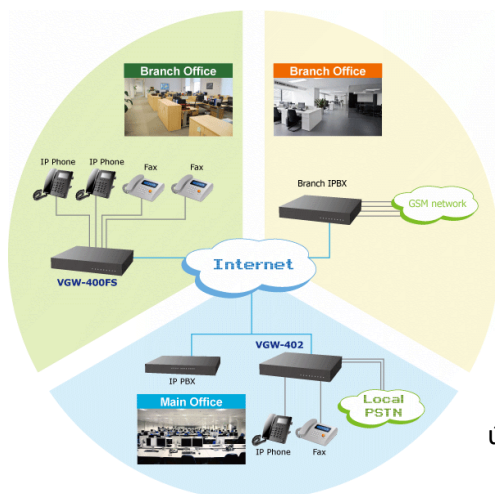 Branch Office
Branch Office
IP Phone
IP Phone
Fax
Fax
Branch IPBX
GSM network
Internet
VGW-400FS
VGW-402
IP PBX
Main Office
Local
PSTN
IP Phone
Fax